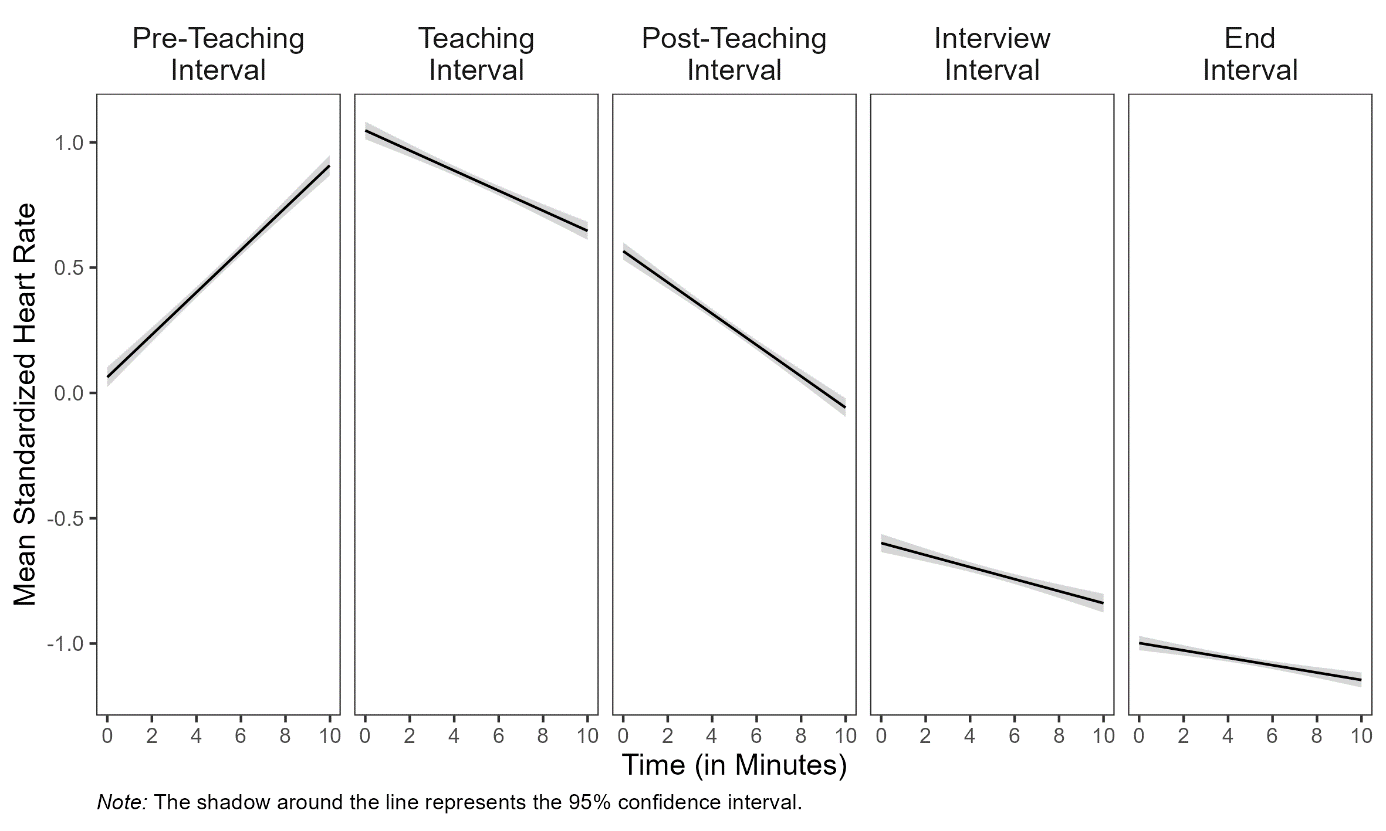 Pre-Teaching
Interval
Teaching
Interval
Post-Teaching
Interval
Interview
Interval
End
Interval
Mean Standardized Heart Rate
1.0
0.5
0.0
-0.5
-1.0
0 2 4 6 8 10
0 2 4 6 8 10
0 2 4 6 8 10
0 2 4 6 8 10
0 2 4 6 8 10
Time (in Minutes)
Note: The shadow around the line represents the 95% confidence interval.